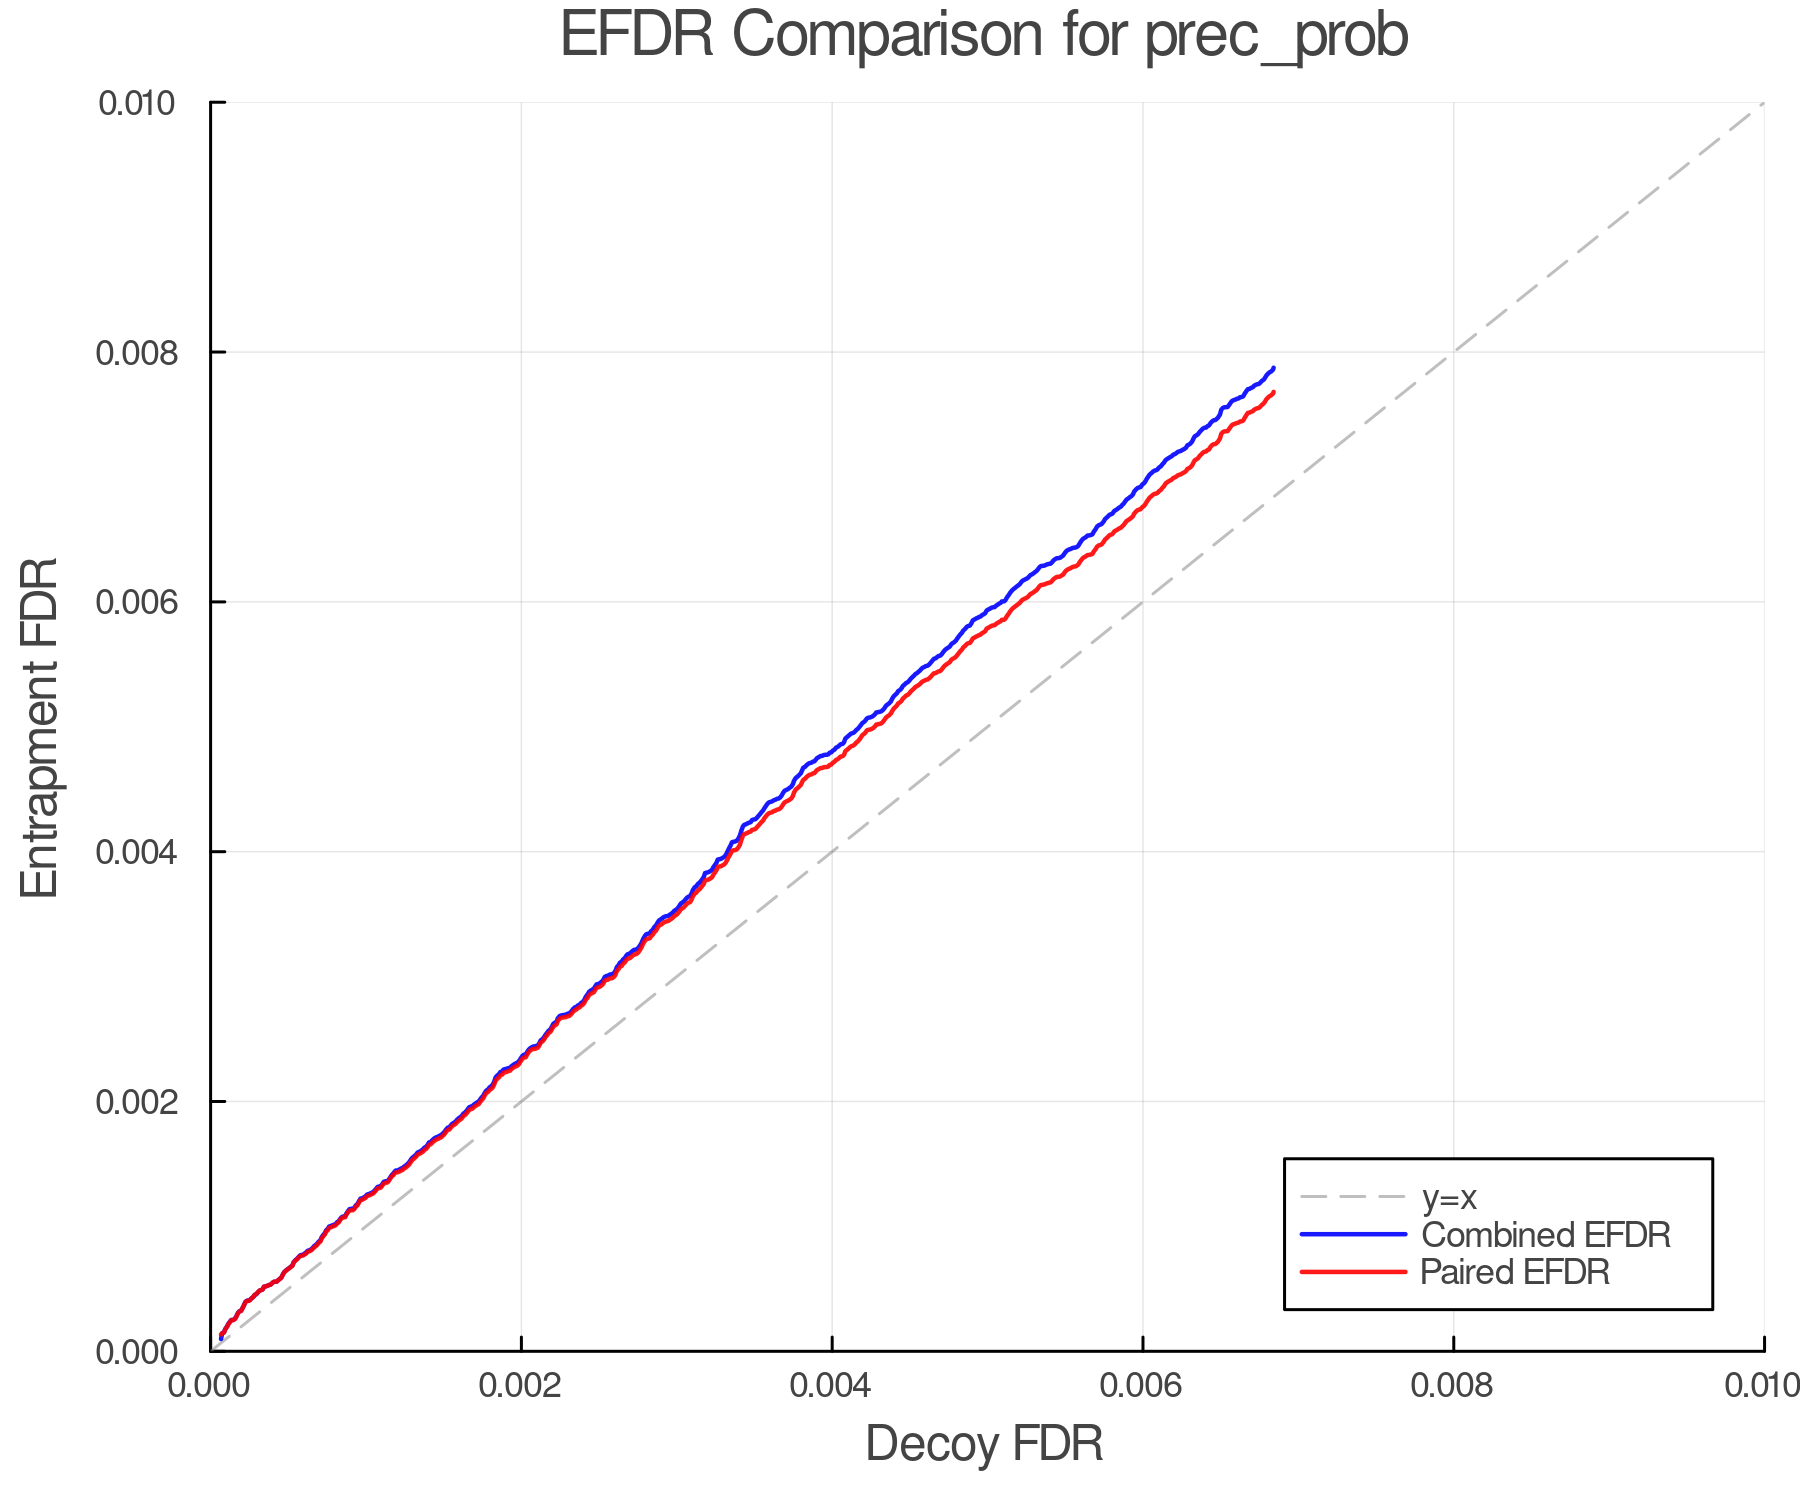 EFDR Comparison for prec_prob
Entrapment FDR
0.010
0.008
0.006
0.004
0.002
0.000
0.000 0.002 0.004 0.006 0.008 0.010
Decoy FDR
y=x
Combined EFDR
Paired EFDR